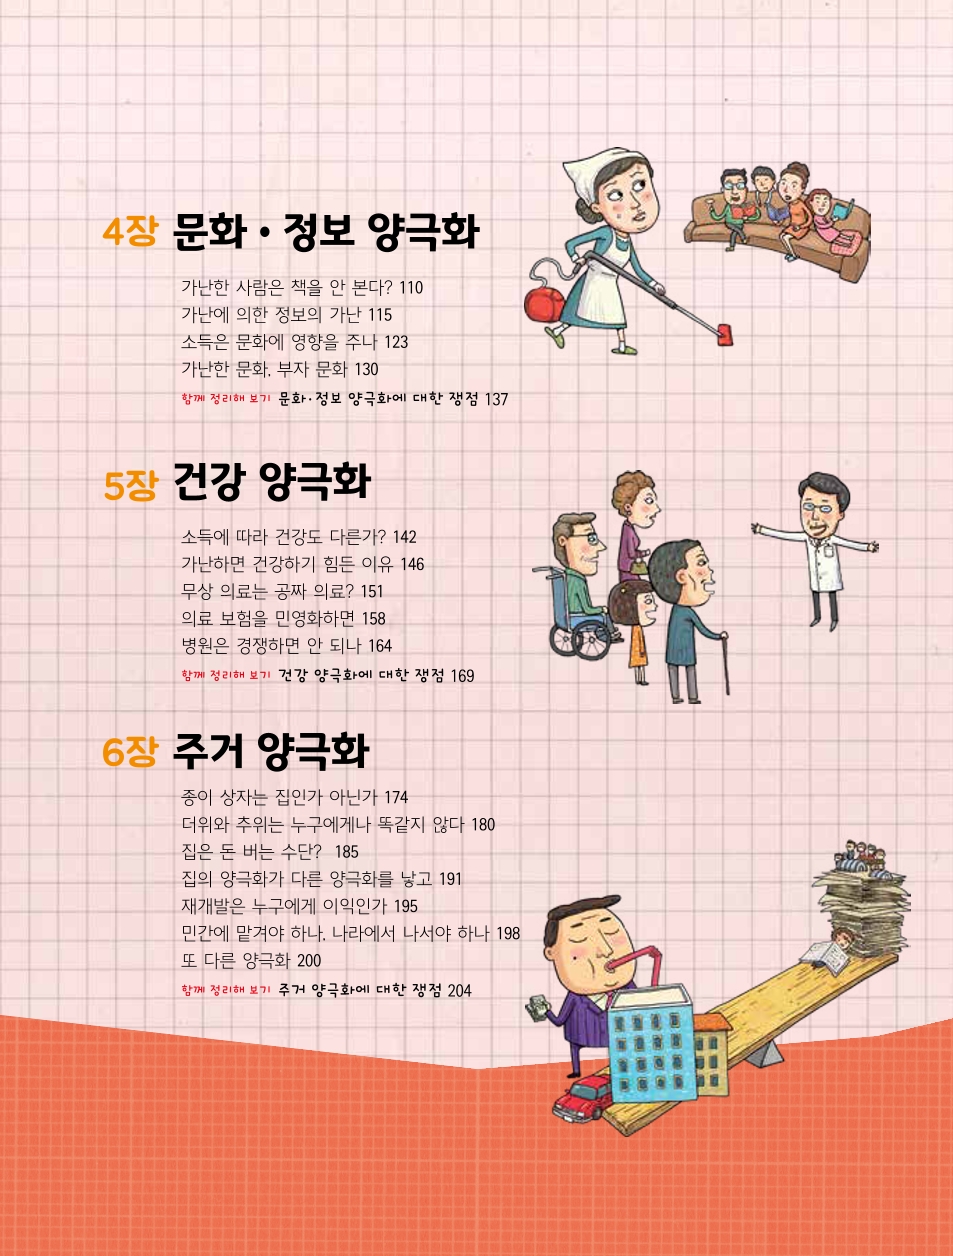 4장 문화·정보 양극화
가난한 사람은 책을 안 본다? 110
가난에 의한 정보의 가난 115
소득은 문화에 영향을 주나 123
가난한 문화, 부자 문화 130
함께 정리해 보기 문화·정보 양극화에 대한 쟁점 137
5장 건강 양극화
소득에 따라 건강도 다른가? 142
가난하면 건강하기 힘든 이유 146
무상 의료는 공짜 의료? 151
의료 보험을 민영화하면 158
병원은 경쟁하면 안 되나 164
함께 정리해 보기 건강 양극화에 대한 쟁점 169
6장 주거 양극화
종이 상자는 집인가 아닌가 174
더위와 추위는 누구에게나 똑같지 않다 180
집은 돈 버는 수단? 185
집의 양극화가 다른 양극화를 낳고 191
재개발은 누구에게 이익인가 195
민간에 맡겨야 하나, 나라에서 나서야 하나 198
또 다른 양극화 200
함께 정리해 보기 주거 양극화에 대한 쟁점 204